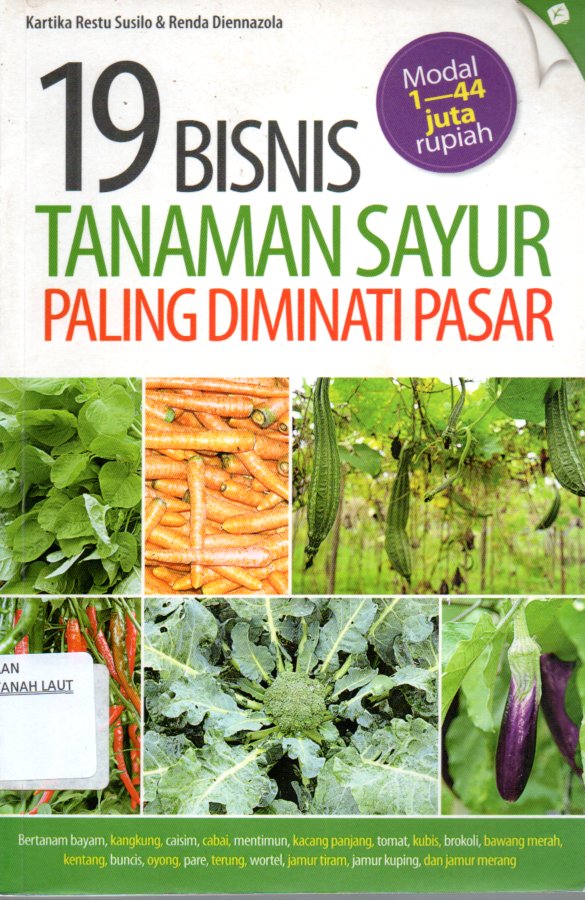 Kartika Restu Susilo & Renda Diennazola
Modal
1—44
juta
rupiah
19 BISNIS
TANAMAN SAYUR
PALING DIMINATI PASAR
AN
ANAH LAUT
Bertanam bayam, kangkung, caisim, cabai, mentimun, kacang panjang, tomat, kubis, brokoli, bawang merah,
kentang, buncis, oyong, pare, terung, wortel, jamur tiram, jamur kuping, dan jamur merang